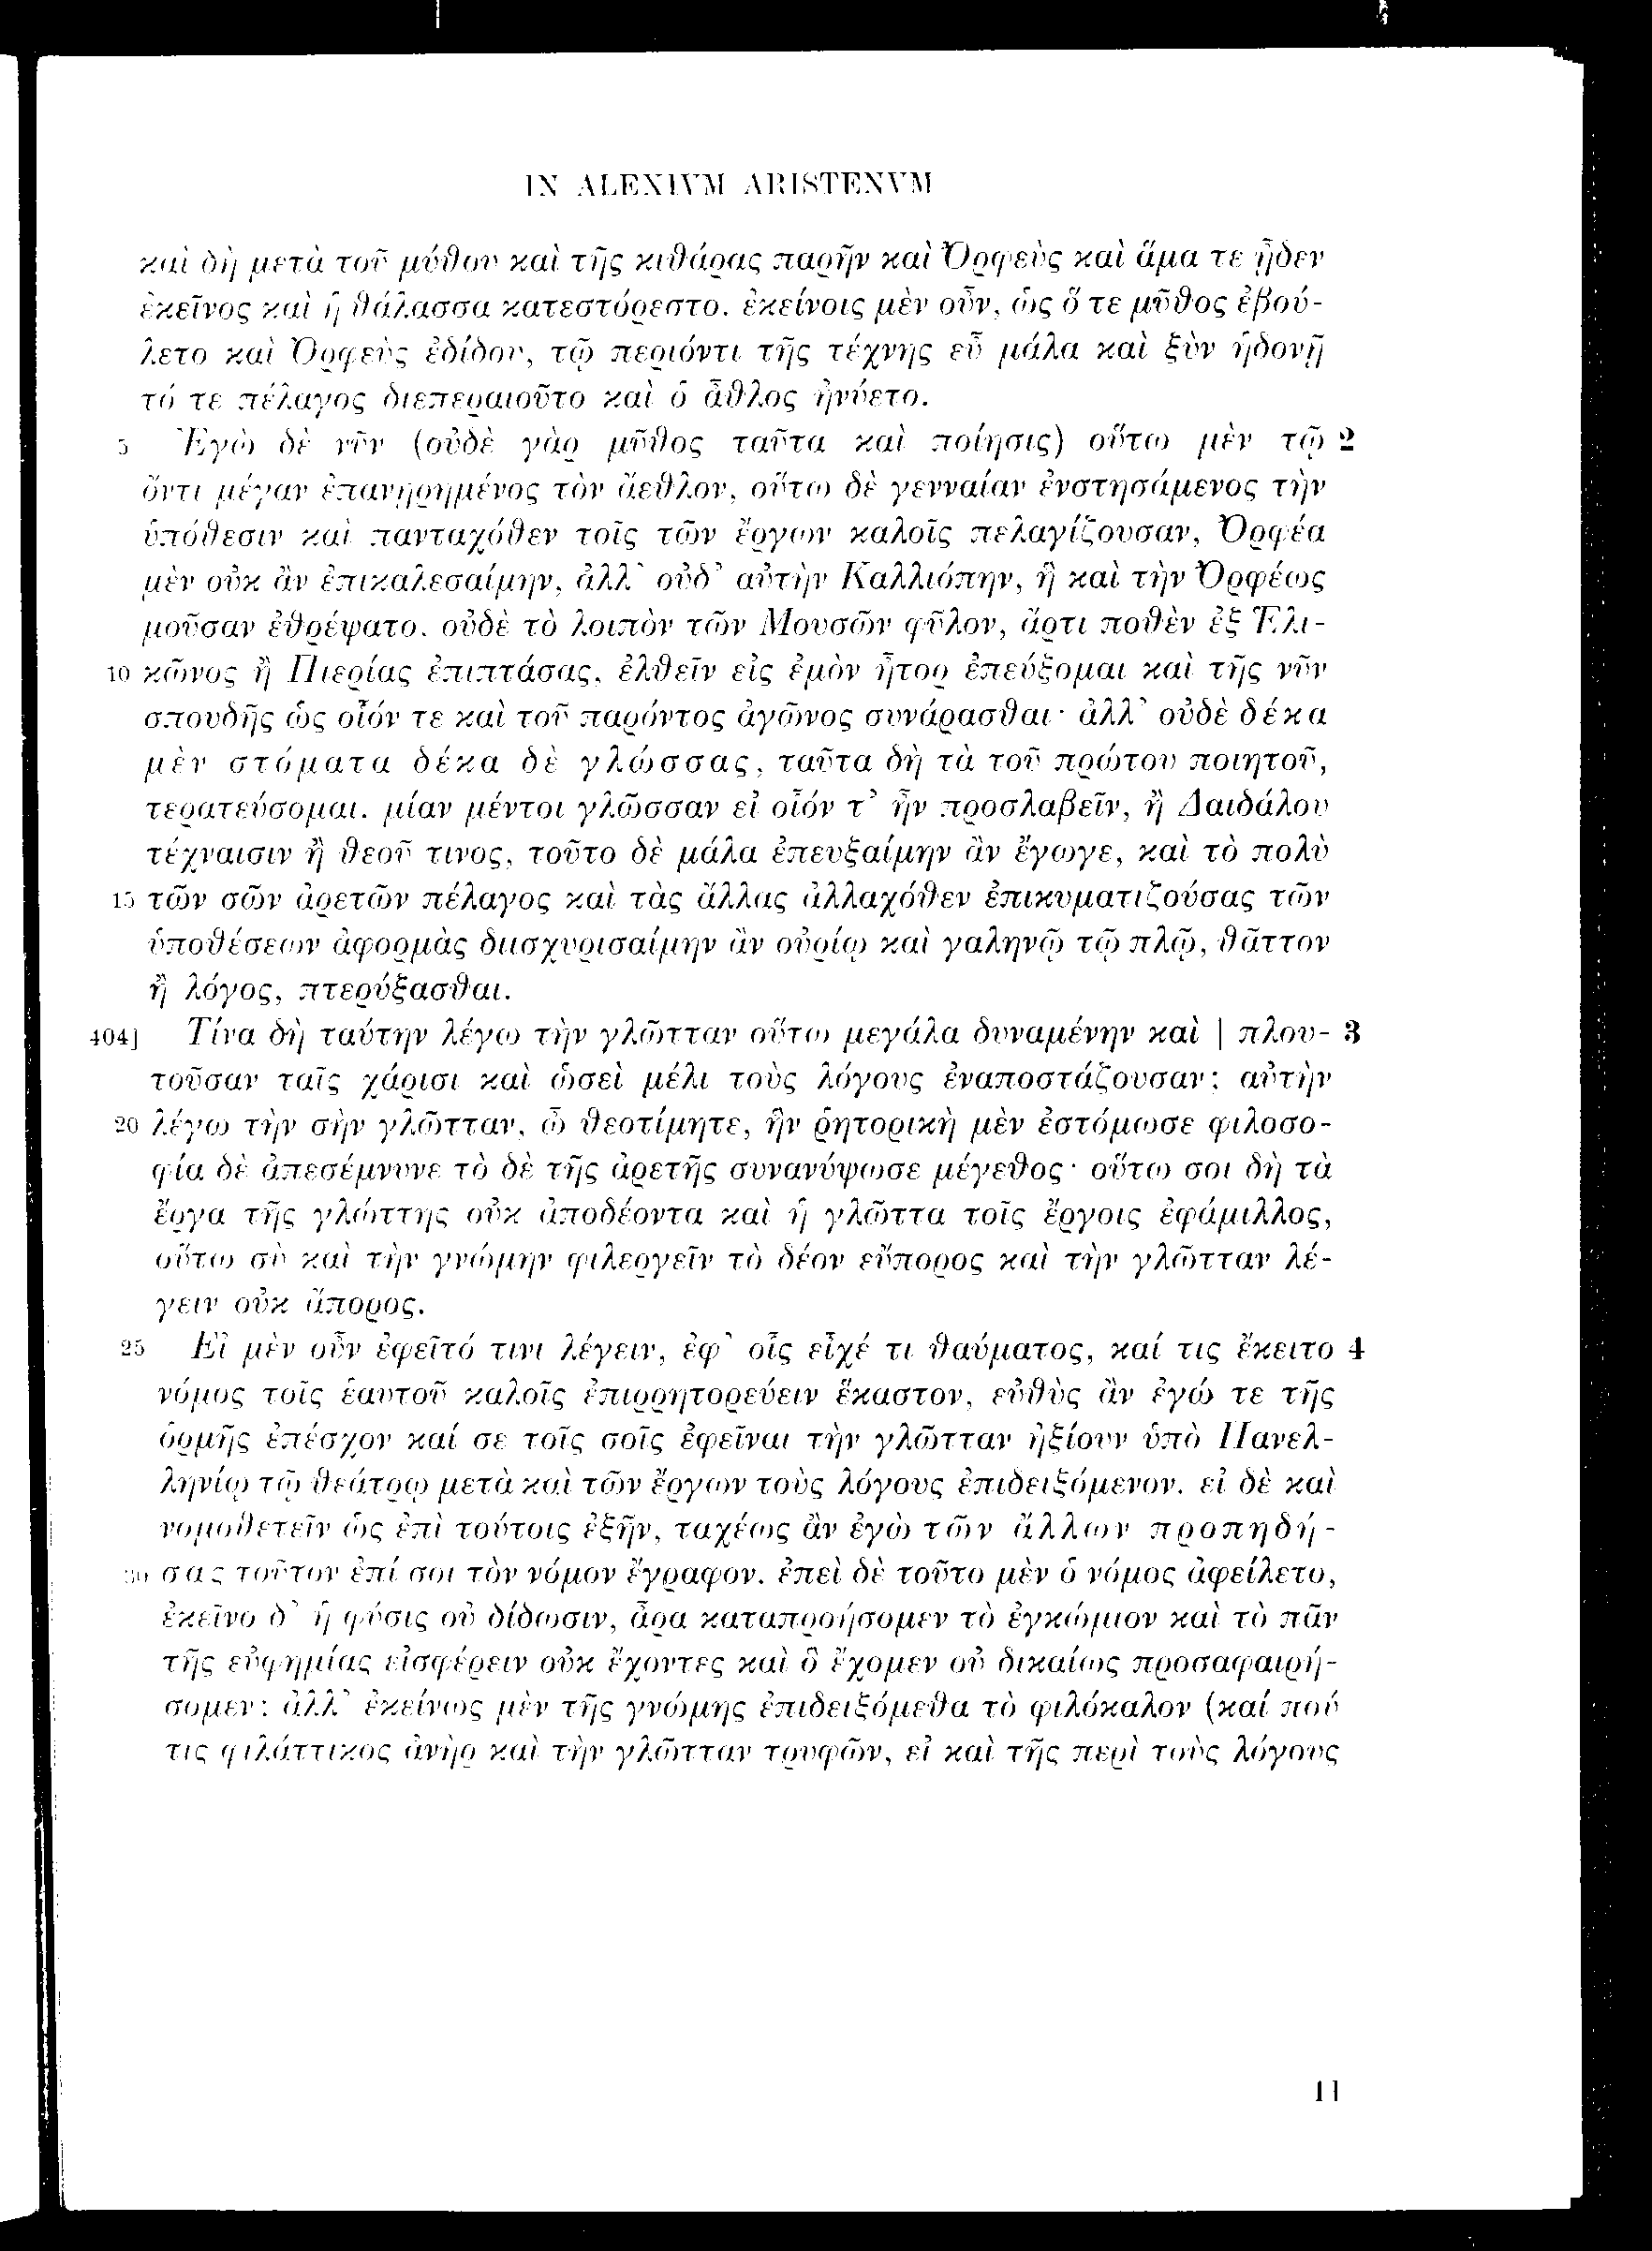 IN ALEXIVM ARISTENVM
καὶ δὴ μετὰ τοῦ μύθου καὶ τῆς κιθάρας παρῆν καὶ Ὀρφεὺς καὶ ἅμα τε ᾖδεν
ἐκεῖνος καὶ ἡ θάλασσα κατεστόρεστο. ἐκείνοις μὲν οὖν, ὡς ὅ τε μῦθος ἐβού-
λετο καὶ Ὀρφεὺς ἐδίδου, τῷ περιόντι τῆς τέχνης εὖ μάλα καὶ ξὺν ἡδονῇ
τό τε πέλαγος διεπεραιοῦτο καὶ ὁ ἆθλος ἠνύετο.
5 Ἐγὼ δὲ νῦν (οὐδὲ γὰρ μῦθος ταῦτα καὶ ποίησις) οὕτω μὲν τῷ 2
ὄντι μέγαν ἐπανῃρημένος τὸν ἄεθλον, οὕτω δὲ γενναίαν ἐνστησάμενος τὴν
ὑπόθεσιν καὶ πανταχόθεν τοῖς τῶν ἔργων καλοῖς πελαγίζουσαν, Ὀρφέα
μὲν οὐκ ἂν ἐπικαλεσαίμην, ἀλλ' οὐδ' αὐτὴν Καλλιόπην, ἣ καὶ τὴν Ὀρφέως
μοῦσαν ἐθρέψατο. οὐδὲ τὸ λοιπὸν τῶν Μουσῶν φῦλον, ἄρτι ποθὲν ἐξ Ἑλι-
10 κῶνος ἢ Πιερίας ἐπιπτάσας, ἐλθεῖν εἰς ἐμὸν ἦτορ ἐπεύξομαι καὶ τῆς νῦν
σπουδῆς ὡς οἷόν τε καὶ τοῦ παρόντος ἀγῶνος συνάρασθαι· ἀλλ' οὐδὲ δέκα
μὲν στόματα δέκα δὲ γλώσσας, ταῦτα δὴ τὰ τοῦ πρώτου ποιητοῦ,
τερατεύσομαι. μίαν μέντοι γλῶσσαν εἰ οἷόν τ' ἦν προσλαβεῖν, ἢ Δαιδάλου
τέχναισιν ἢ θεοῦ τινος, τοῦτο δὲ μάλα ἐπευξαίμην ἂν ἔγωγε, καὶ τὸ πολὺ
15 τῶν σῶν ἀρετῶν πέλαγος καὶ τὰς ἄλλας ἀλλαχόθεν ἐπικυματιζούσας τῶν
ὑποθέσεων ἀφορμὰς διισχυρισαίμην ἂν οὐρίῳ καὶ γαληνῷ τῷ πλῷ, θᾶττον
ἢ λόγος, πτερύξασθαι.
404] Τίνα δὴ ταύτην λέγω τὴν γλῶτταν οὕτω μεγάλα δυναμένην καὶ | πλου- 3
τοῦσαν ταῖς χάρισι καὶ ὡσεὶ μέλι τοὺς λόγους ἐναποστάζουσαν; αὐτὴν
20 λέγω τὴν σὴν γλῶτταν, ὦ θεοτίμητε, ἣν ῥητορικὴ μὲν ἐστόμωσε φιλοσο-
φία δὲ ἀπεσέμνυνε τὸ δὲ τῆς ἀρετῆς συνανύψωσε μέγεθος· οὕτω σοι δὴ τὰ
ἔργα τῆς γλώττης οὐκ ἀποδέοντα καὶ ἡ γλῶττα τοῖς ἔργοις ἐφάμιλλος,
οὕτω σὺ καὶ τὴν γνώμην φιλεργεῖν τὸ δέον εὔπορος καὶ τὴν γλῶτταν λέ-
γειν οὐκ ἄπορος.
25 Εἰ μὲν οὖν ἐφεῖτό τινι λέγειν, ἐφ' οἷς εἶχέ τι θαύματος, καί τις ἔκειτο 4
νόμος τοῖς ἑαυτοῦ καλοῖς ἐπιρρητορεύειν ἕκαστον, εὐθὺς ἂν ἐγώ τε τῆς
ὁρμῆς ἐπέσχον καί σε τοῖς σοῖς ἐφεῖναι τὴν γλῶτταν ἠξίουν ὑπὸ Πανελ-
ληνίῳ τῷ θεάτρῳ μετὰ καὶ τῶν ἔργων τοὺς λόγους ἐπιδειξόμενον. εἰ δὲ καὶ
νομοθετεῖν ὡς ἐπὶ τούτοις ἐξῆν, ταχέως ἂν ἐγὼ τῶν ἄλλων προπηδή-
30 σας τοῦτον ἐπί σοι τὸν νόμον ἔγραφον. ἐπεὶ δὲ τοῦτο μὲν ὁ νόμος ἀφείλετο,
ἐκεῖνο δ' ἡ φύσις οὐ δίδωσιν, ἆρα καταπροήσομεν τὸ ἐγκώμιον καὶ τὸ πᾶν
τῆς εὐφημίας εἰσφέρειν οὐκ ἔχοντες καὶ ὃ ἔχομεν οὐ δικαίως προσαφαιρή-
σομεν; ἀλλ' ἐκείνως μὲν τῆς γνώμης ἐπιδειξόμεθα τὸ φιλόκαλον (καί πού
τις φιλάττικος ἀνὴρ καὶ τὴν γλῶτταν τρυφῶν, εἰ καὶ τῆς περὶ τοὺς λόγους
11